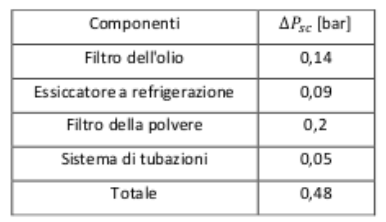 Componenti ΔPsc [bar]
Filtro dell'olio 0,14
Essiccatore a refrigerazione 0,09
Filtro della polvere 0,2
Sistema di tubazioni 0,05
Totale 0,48